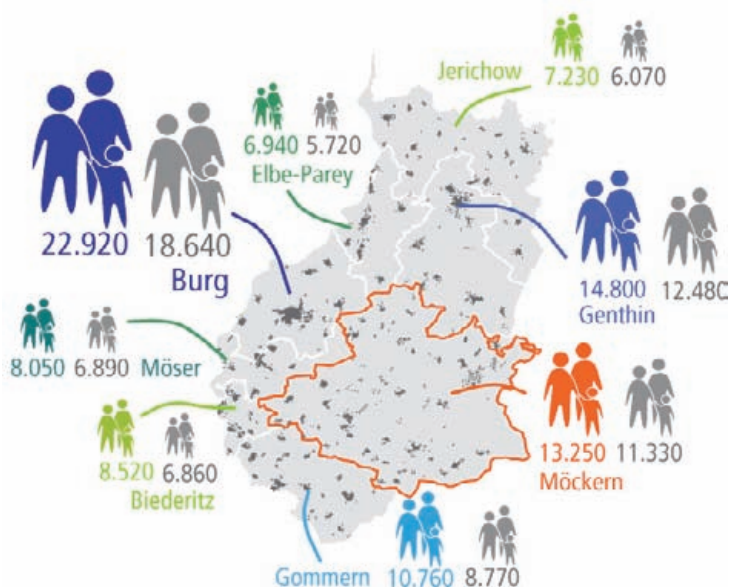 Jerichow
7.230 6.070
6.940 5.720
Elbe-Parey
22.920 18.640
Burg
14.800 12.480
Genthin
8.050 6.890 Möser
13.250 11.330
Möckern
8.520 6.860
Biederitz
Gommern 10.760 8.770